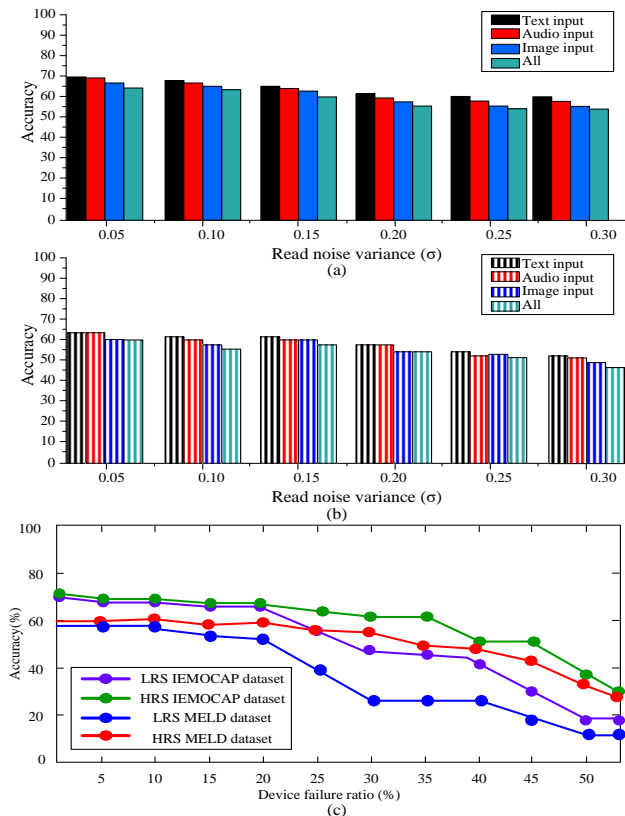 100
90
80
70
60
50
40
30
20
10
0
Accuracy
Text input
Audio input
Image input
All
0.05 0.10 0.15 0.20 0.25 0.30
Read noise variance (σ)
(a)
100
90
80
70
60
50
40
30
20
10
0
Accuracy
Text input
Audio input
Image input
All
0.05 0.10 0.15 0.20 0.25 0.30
Read noise variance (σ)
(b)
100
80
60
40
20
0
Accuracy(%)
LRS IEMOCAP dataset
HRS IEMOCAP dataset
LRS MELD dataset
HRS MELD dataset
5 10 15 20 25 30 35 40 45 50
Device failure ratio (%)
(c)